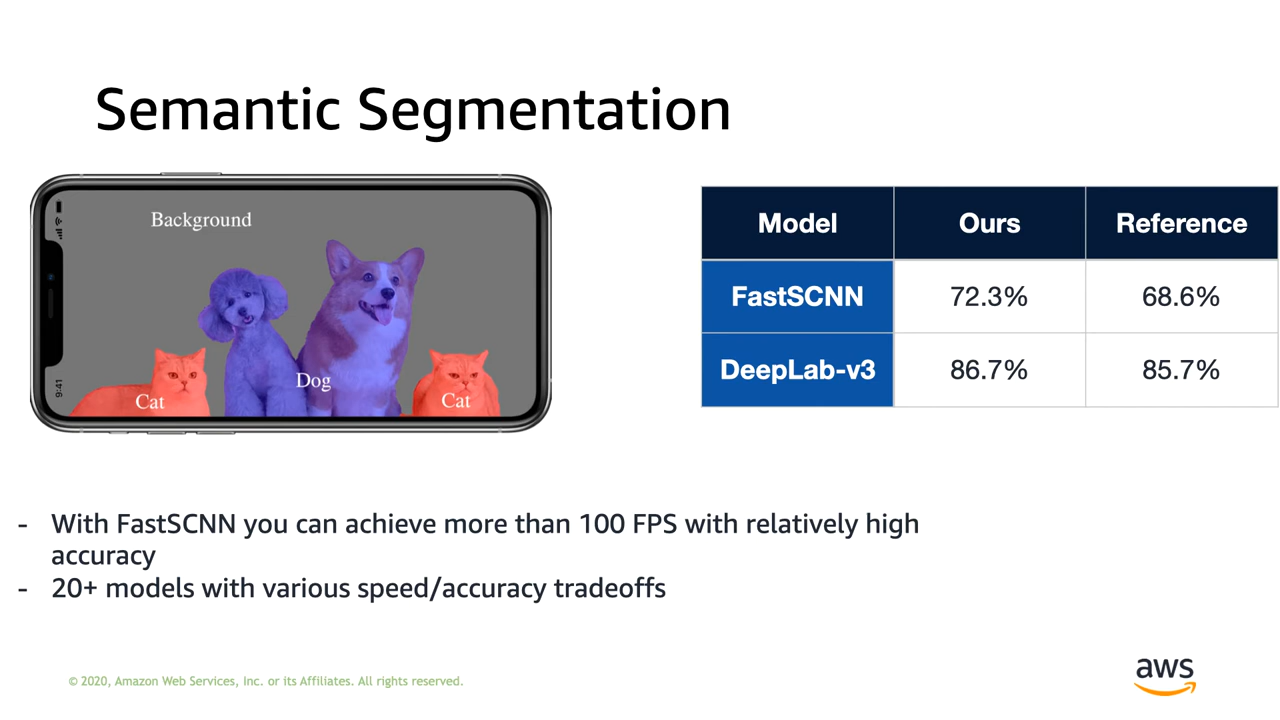 Semantic Segmentation
Background
Dog
Cat
Cat
9:41
Model Ours Reference
FastSCNN 72.3% 68.6%
DeepLab-v3 86.7% 85.7%
- With FastSCNN you can achieve more than 100 FPS with relatively high
accuracy
- 20+ models with various speed/accuracy tradeoffs
© 2020, Amazon Web Services, Inc. or its Affiliates. All rights reserved.
aws